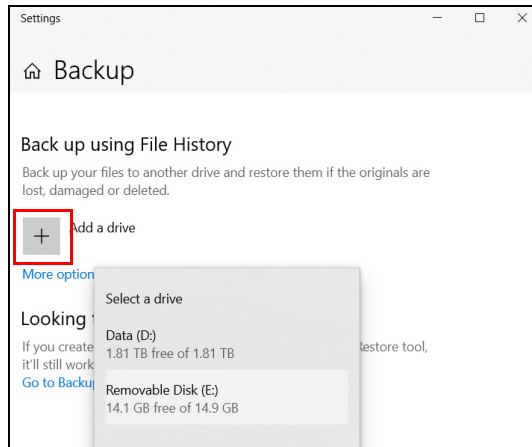 Settings
Backup
Back up using File History
Back up your files to another drive and restore them if the originals are
lost, damaged or deleted.
Add a drive
More option
Select a drive
Looking
Data (D:)
If you create
1.81 TB free of 1.81 TB
Restore tool,
it'll still work
Removable Disk (E:)
Go to Backu
14.1 GB free of 14.9 GB